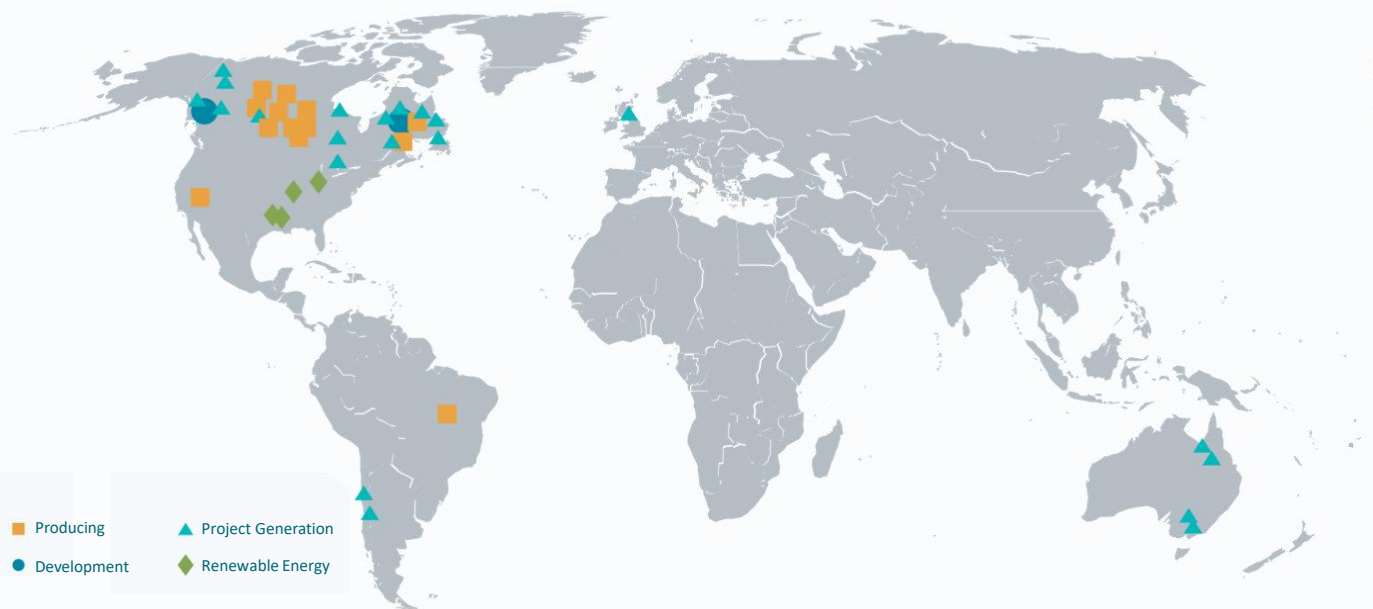 Producing
Project Generation
Development
Renewable Energy